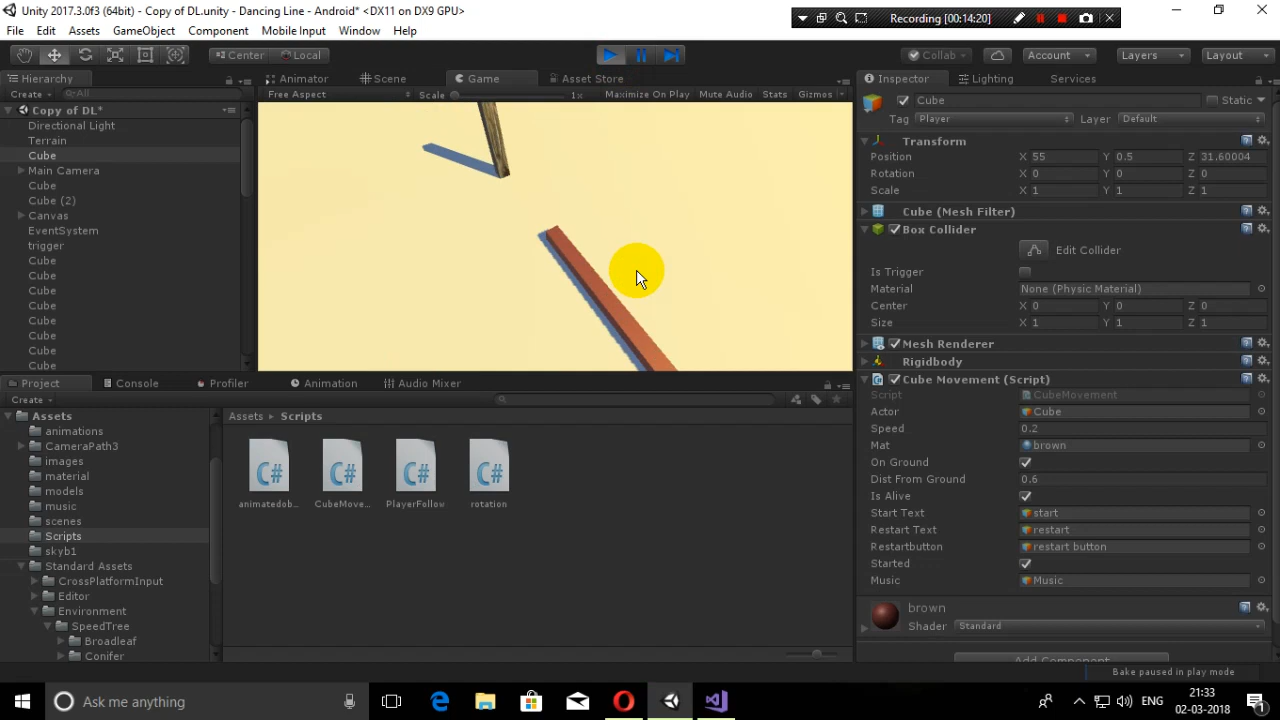 Unity 2017.3.0f3 (64bit) - Copy of DL.unity - Dancing Line - Android* <DX11 on DX9 GPU>
Recording [00:14:20]
File Edit Assets GameObject Component Mobile Input Window Help
Center Local Collab Account Layers Layout
Hierarchy Animator Scene Game Asset Store Inspector Lighting Services
Create All Free Aspect Scale 1x Maximize On Play Mute Audio Stats Gizmos Cube Static
Copy of DL*
Tag Player Layer Default
Directional Light
Terrain
Cube
Main Camera
Cube
Cube (2)
Canvas
EventSystem
trigger
Cube
Cube
Cube
Cube
Cube
Cube
Cube
Cube
Transform
Position X 55 Y 0.5 Z 31.60004
Rotation X 0 Y 0 Z 0
Scale X 1 Y 1 Z 1
Cube (Mesh Filter)
Box Collider
Edit Collider
Is Trigger
Material None (Physic Material)
Center X 0 Y 0 Z 0
Size X 1 Y 1 Z 1
Mesh Renderer
Rigidbody
Cube Movement (Script)
Script CubeMovement
Actor Cube
Speed 0.2
Mat brown
On Ground
Dist From Ground 0.6
Is Alive
Start Text start
Restart Text restart
Restartbutton restart button
Started
Music Music
brown
Shader Standard
Add Component
Bake paused in play mode
Project Console Profiler Animation Audio Mixer
Create
Assets
animations
CameraPath3
images
material
models
music
scenes
Scripts
skyb1
Standard Assets
CrossPlatformInput
Editor
Environment
SpeedTree
Broadleaf
Conifer
Assets Scripts
C# C# C# C#
animatedob... CubeMove... PlayerFollow rotation
Ask me anything
ENG
21:33
02-03-2018
1